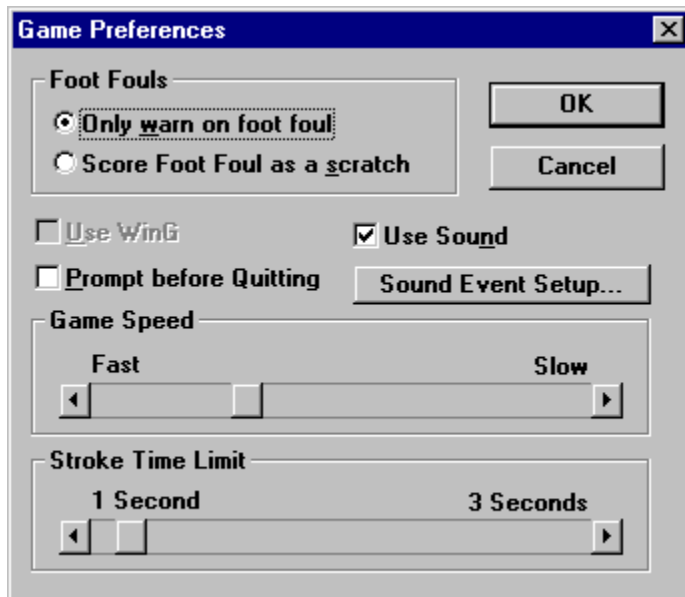 Game Preferences
Foot Fouls
Only warn on foot foul
Score Foot Foul as a scratch
OK
Cancel
Use WinG
Use Sound
Prompt before Quitting
Sound Event Setup...
Game Speed
Fast Slow
Stroke Time Limit
1 Second 3 Seconds